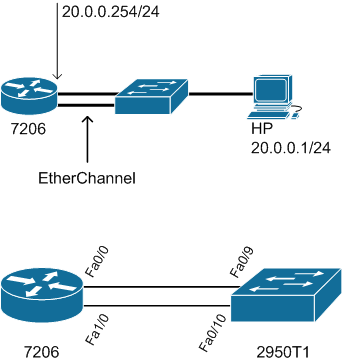 20.0.0.254/24
7206
HP
20.0.0.1/24
EtherChannel
Fa0/0
Fa0/9
Fa1/0
Fa0/10
7206
2950T1